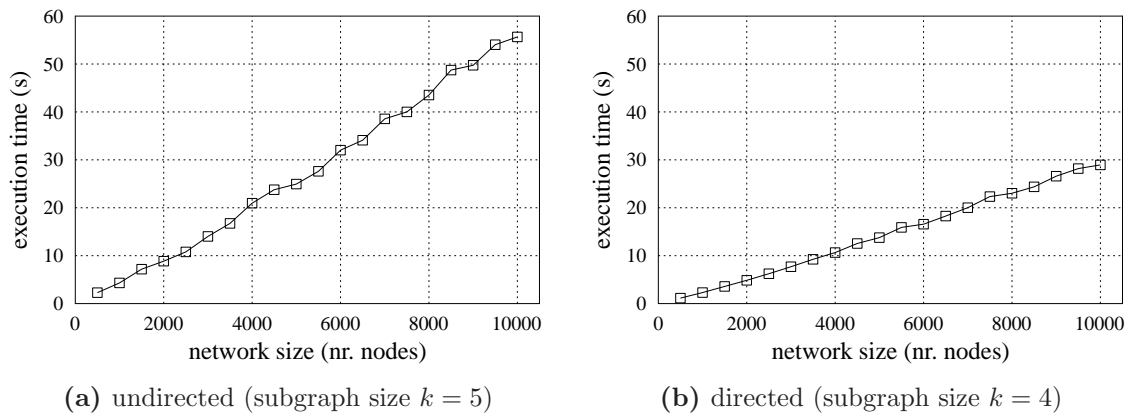 60
50
40
30
20
10
0
execution time (s)
0 2000 4000 6000 8000 10000
network size (nr. nodes)
(a) undirected (subgraph size k = 5)
60
50
40
30
20
10
0
execution time (s)
0 2000 4000 6000 8000 10000
network size (nr. nodes)
(b) directed (subgraph size k = 4)